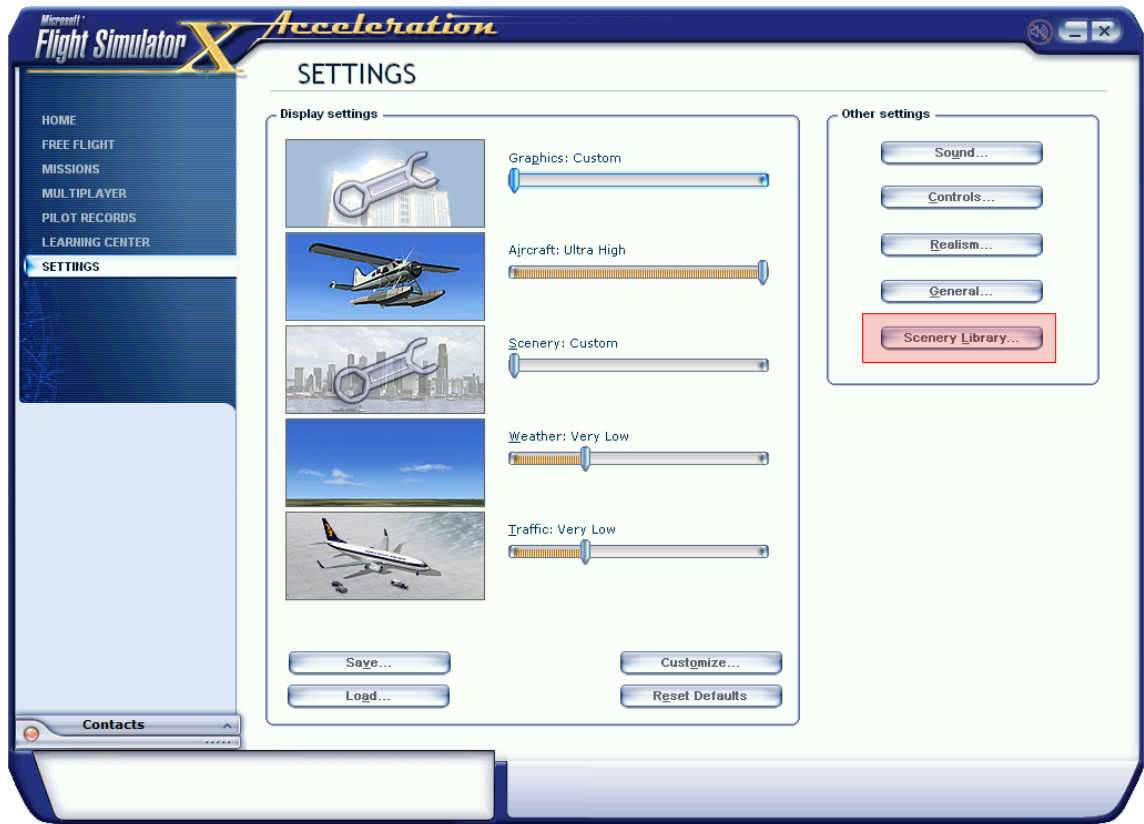 Microsoft
Flight Simulator X Acceleration
SETTINGS
HOME
FREE FLIGHT
MISSIONS
MULTIPLAYER
PILOT RECORDS
LEARNING CENTER
SETTINGS
Display settings
Graphics: Custom
Aircraft: Ultra High
Scenery: Custom
Weather: Very Low
Traffic: Very Low
Save...
Customize...
Load...
Reset Defaults
Other settings
Sound...
Controls...
Realism...
General...
Scenery Library...
Contacts